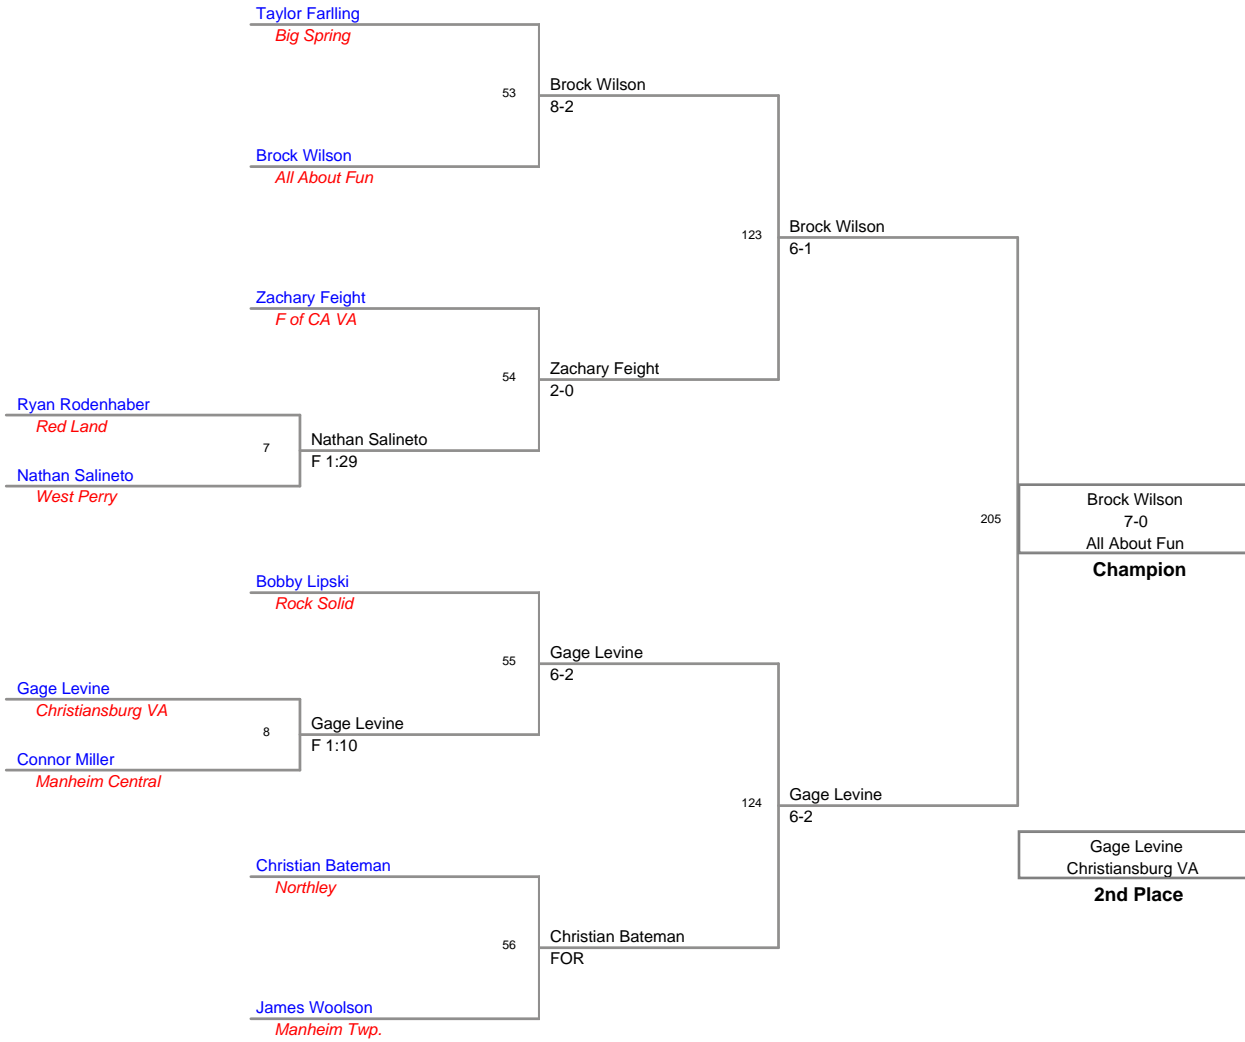 Taylor Farlling
Big Spring
53
Brock Wilson
8-2
Brock Wilson
All About Fun
123
Brock Wilson
6-1
Zachary Feight
F of CA VA
54
Zachary Feight
2-0
Ryan Rodenhaber
Red Land
7
Nathan Salineto
F 1:29
Nathan Salineto
West Perry
205
Brock Wilson
7-0
All About Fun
Champion
Bobby Lipski
Rock Solid
55
Gage Levine
6-2
Gage Levine
Christiansburg VA
8
Gage Levine
F 1:10
Connor Miller
Manheim Central
124
Gage Levine
6-2
Gage Levine
Christiansburg VA
2nd Place
Christian Bateman
Northley
56
Christian Bateman
FOR
James Woolson
Manheim Twp.